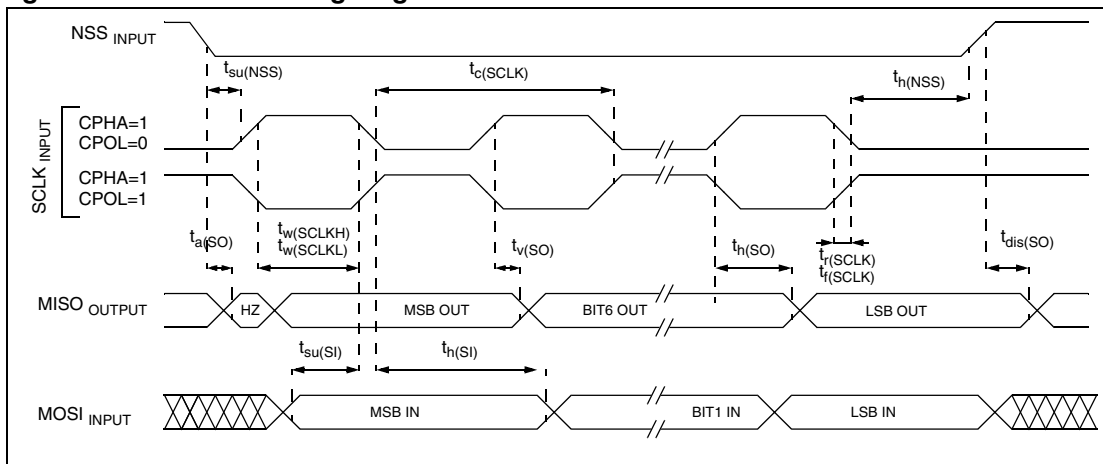 NSS INPUT
tsu(NSS)
tc(SCLK)
th(NSS)
SCLK INPUT
CPHA=1
CPOL=0
CPHA=1
CPOL=1
ta(SO)
tw(SCLKH)
tw(SCLKL)
tv(SO)
th(SO)
tr(SCLK)
tf(SCLK)
tdis(SO)
MISO OUTPUT
HZ
MSB OUT
BIT6 OUT
LSB OUT
tsu(SI)
th(SI)
MOSI INPUT
MSB IN
BIT1 IN
LSB IN